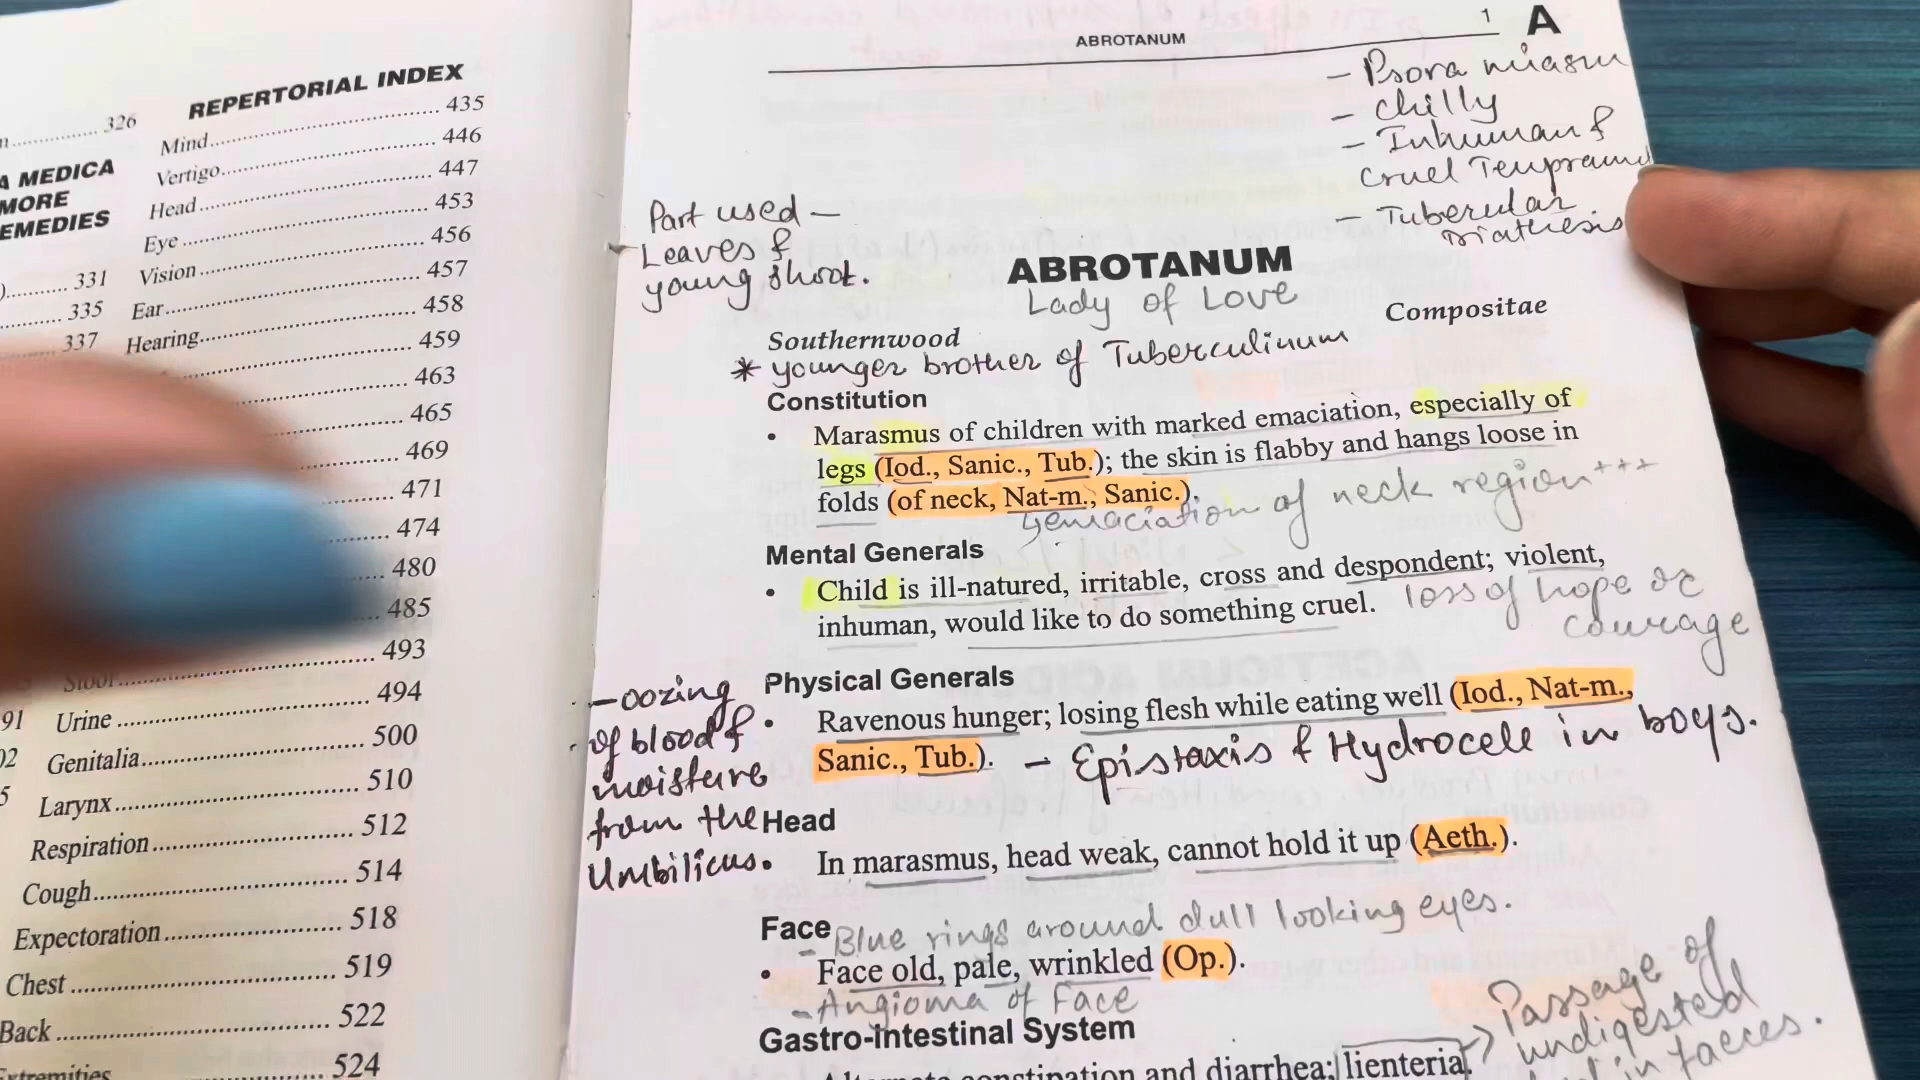 326
A MEDICA
MORE
EMEDIES
331
335
337
91
02
5
REPERTORIAL INDEX
Mind 435
Vertigo 446
Head 447
Eye 453
Vision 456
Ear 457
Hearing 458
459
463
465
469
471
474
480
485
Stool 493
Urine 494
Genitalia 500
Larynx 510
Respiration 512
Cough 514
Expectoration 518
Chest 519
Back 522
Extremities 524
ABROTANUM 1 A
- Psora miasm
- chilly
- Inhuman &
cruel
- Tubercular
Diathesis
Part used -
Leaves &
young shoot.
ABROTANUM
Lady of Love
Southernwood Compositae
* younger brother of Tuberculinum
Constitution
• Marasmus of children with marked emaciation, especially of
legs (Iod., Sanic., Tub.); the skin is flabby and hangs loose in
folds (of neck, Nat-m., Sanic.).
emaciation of neck region +++
Mental Generals
• Child is ill-natured, irritable, cross and despondent; violent,
inhuman, would like to do something cruel.
loss of hope or
courage
Physical Generals
• Ravenous hunger; losing flesh while eating well (Iod., Nat-m.,
Sanic., Tub.). - Epistaxis & Hydrocele in boys.
- oozing
of blood &
moisture
from the
Umbilicus.
Head
• In marasmus, head weak, cannot hold it up (Aeth.).
Face
- Blue rings around dull looking eyes.
• Face old, pale, wrinkled (Op.).
- Angioma of Face
Gastro-intestinal System
Alternate constipation and diarrhea; lienteria.
Passage of
undigested
in faeces.